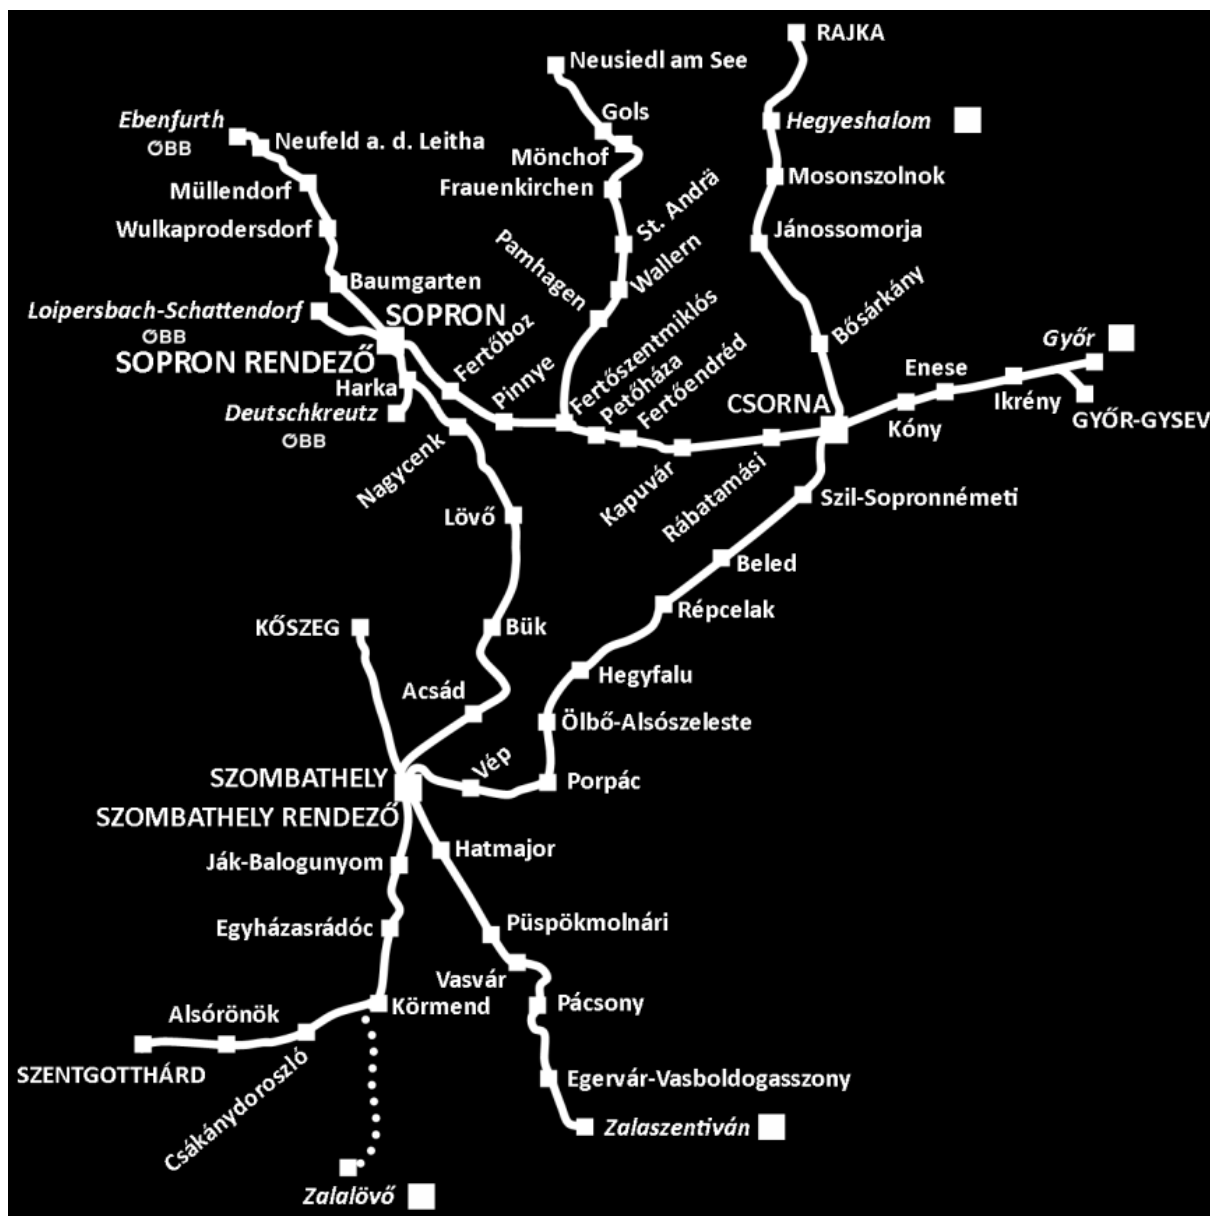 RAJKA
Neusiedl am See
Gols
Hegyeshalom
Ebenfurth
ÖBB
Neufeld a. d. Leitha
Mönchof
Müllendorf
Frauenkirchen
Mosonszolnok
St. Andrä
Wulkaprodersdorf
Jánossomorja
Pamhagen
Wallern
Baumgarten
Loipersbach-Schattendorf
ÖBB
SOPRON
SOPRON RENDEZŐ
Fertőboz
Fertőszentmiklós
Bősárkány
Győr
Harka
Pinnye
Petőháza
Fertőendréd
Enese
Deutschkreutz
ÖBB
CSORNA
Ikrény
Kóny
GYŐR-GYSEV
Nagycenk
Kapuvár
Rábatamási
Lövő
Szil-Sopronnémeti
Beled
Répcelak
KŐSZEG
Bük
Hegyfalu
Acsád
Ölbő-Alsószeleste
Vép
SZOMBATHELY
Porpác
SZOMBATHELY RENDEZŐ
Hatmajor
Ják-Balogunyom
Püspökmolnári
Egyházasrádóc
Vasvár
Pácsony
Körmend
Alsórönök
SZENTGOTTHÁRD
Csákánydoroszló
Egervár-Vasboldogasszony
Zalaszentiván
Zalalövő